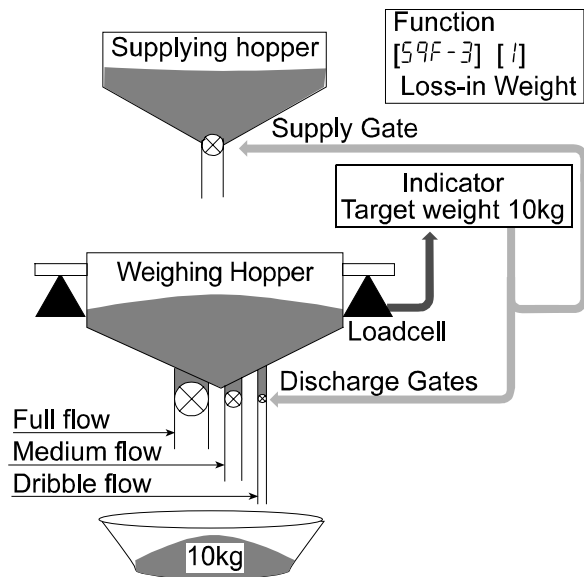 Supplying hopper
Function
[59F-3] [1]
Loss-in Weight
Supply Gate
Indicator
Target weight 10kg
Weighing Hopper
Loadcell
Discharge Gates
Full flow
Medium flow
Dribble flow
10kg